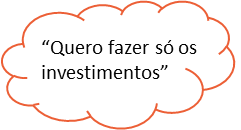 “Quero fazer só os
investimentos”